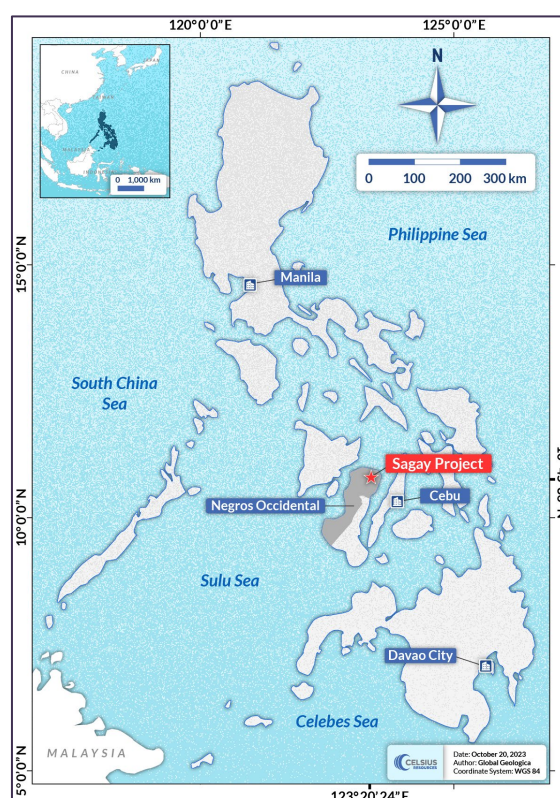 120°0'0"E
125°0'0"E
CHINA
JAPAN
TAIWAN
MALAYSIA
0 1,000 km
N
0 100 200 300 km
Philippine Sea
15°0'0"N
Manila
South China
Sea
Sagay Project
Cebu
Negros Occidental
10°0'0"N
Sulu Sea
Davao City
Celebes Sea
MALAYSIA
CELSIUS
RESOURCES
Date: October 20, 2023
Author: Global Geologica
Coordinate System: WGS 84
5°0'0"N
123°20'24"E